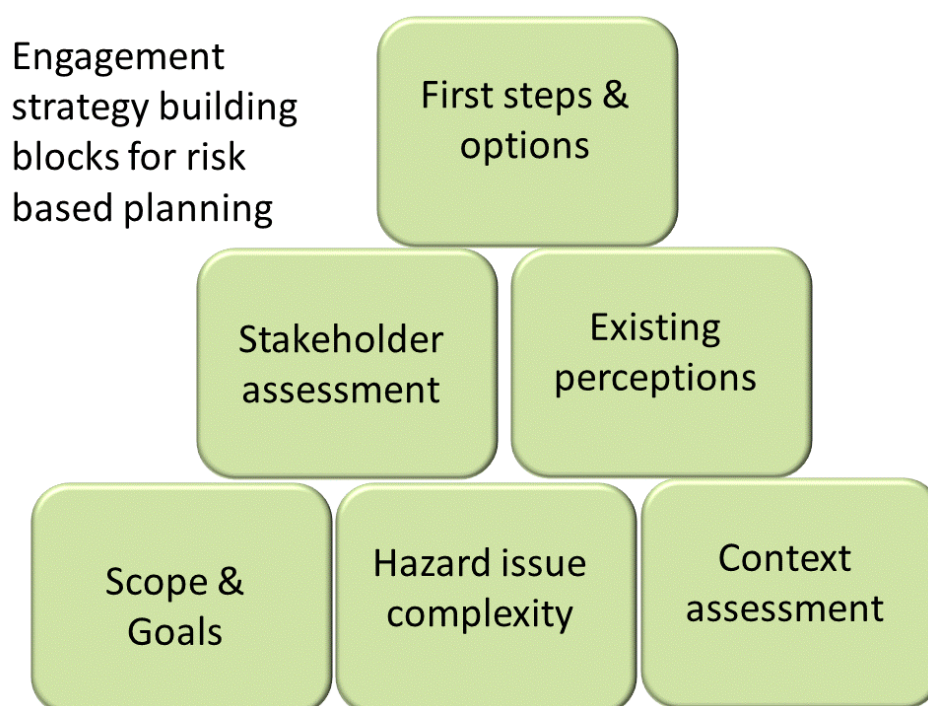 Engagement
strategy building
blocks for risk
based planning
First steps &
options
Stakeholder
assessment
Existing
perceptions
Scope &
Goals
Hazard issue
complexity
Context
assessment